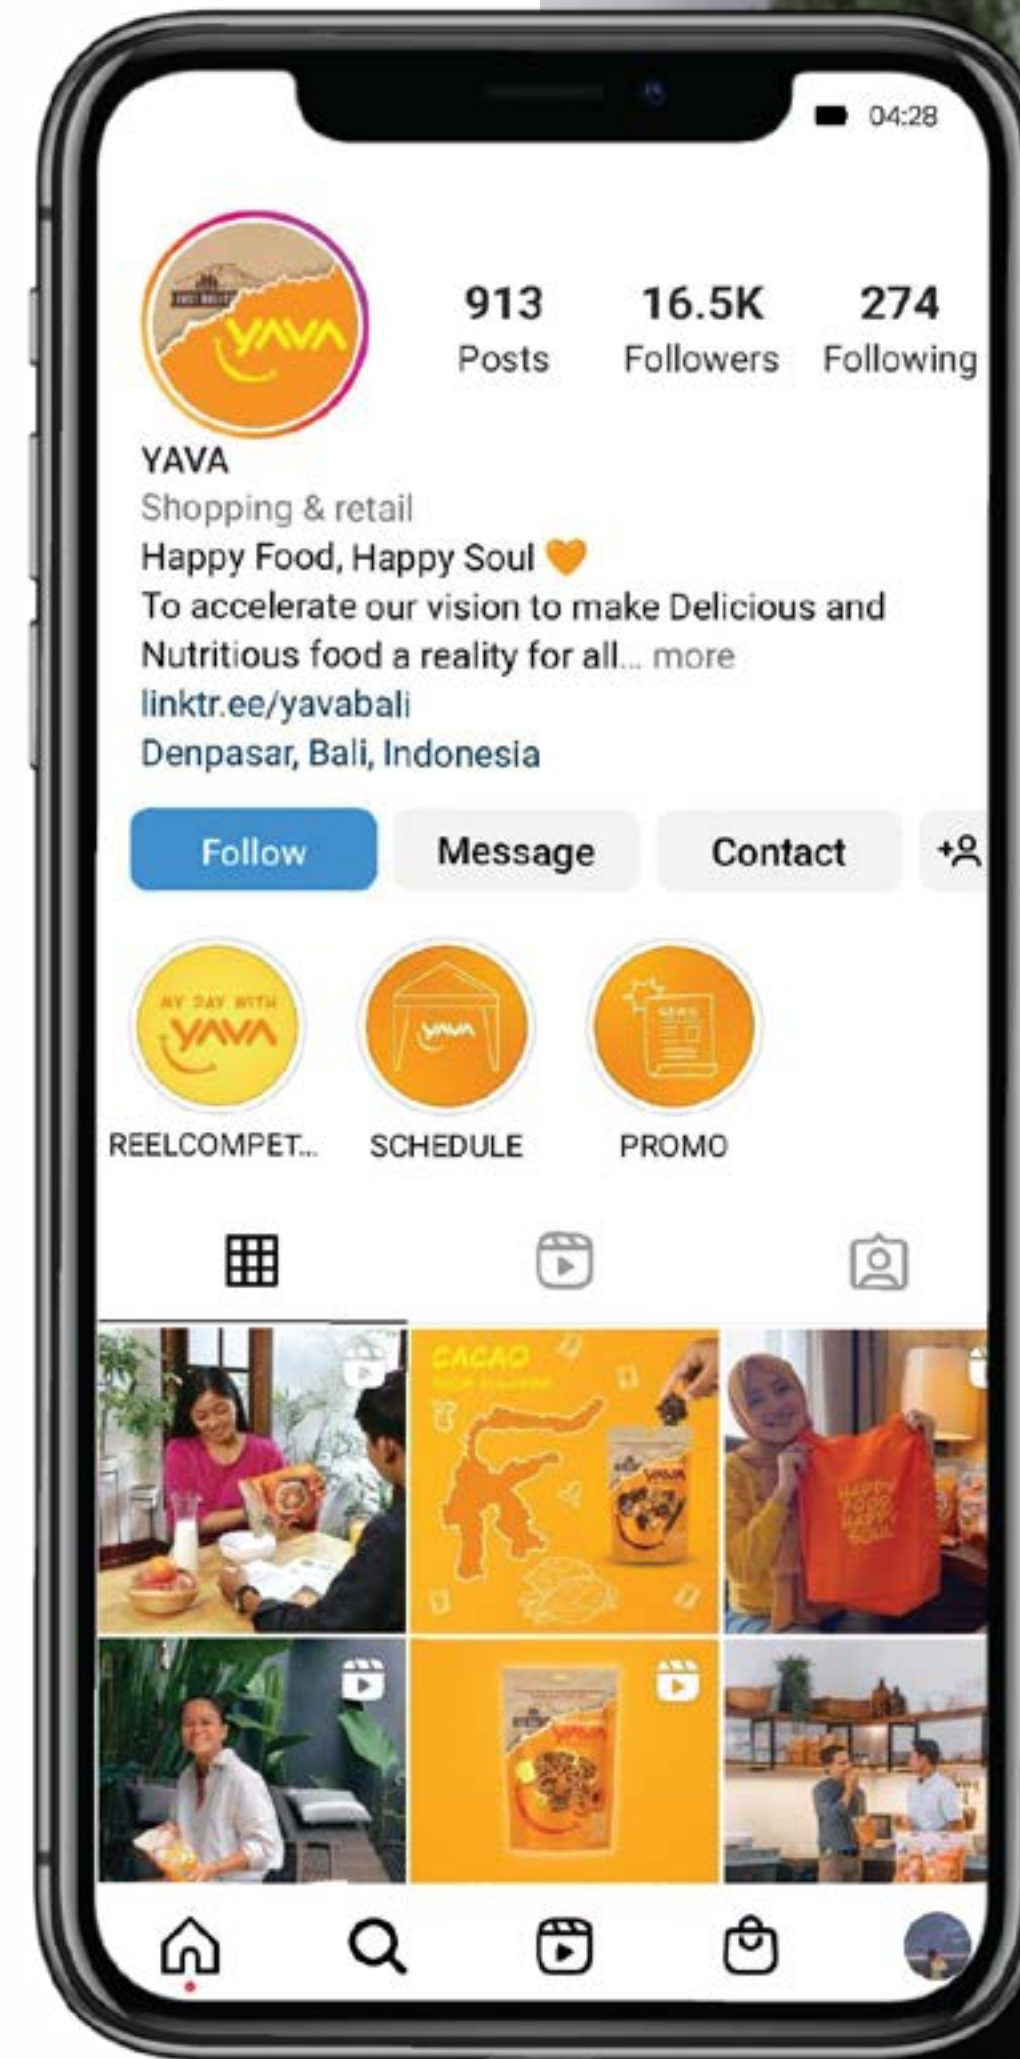 04:28
YAVA
913 16.5K 274
Posts Followers Following
YAVA
Shopping & retail
Happy Food, Happy Soul 🧡
To accelerate our vision to make Delicious and
Nutritious food a reality for all... more
linktr.ee/yavabali
Denpasar, Bali, Indonesia
Follow Message Contact
MY DAY WITH
YAVA
YAVA
NEWS
REELCOMPET... SCHEDULE PROMO
CACAO
YAVA
HAPPY
FOOD,
HAPPY
SOUL